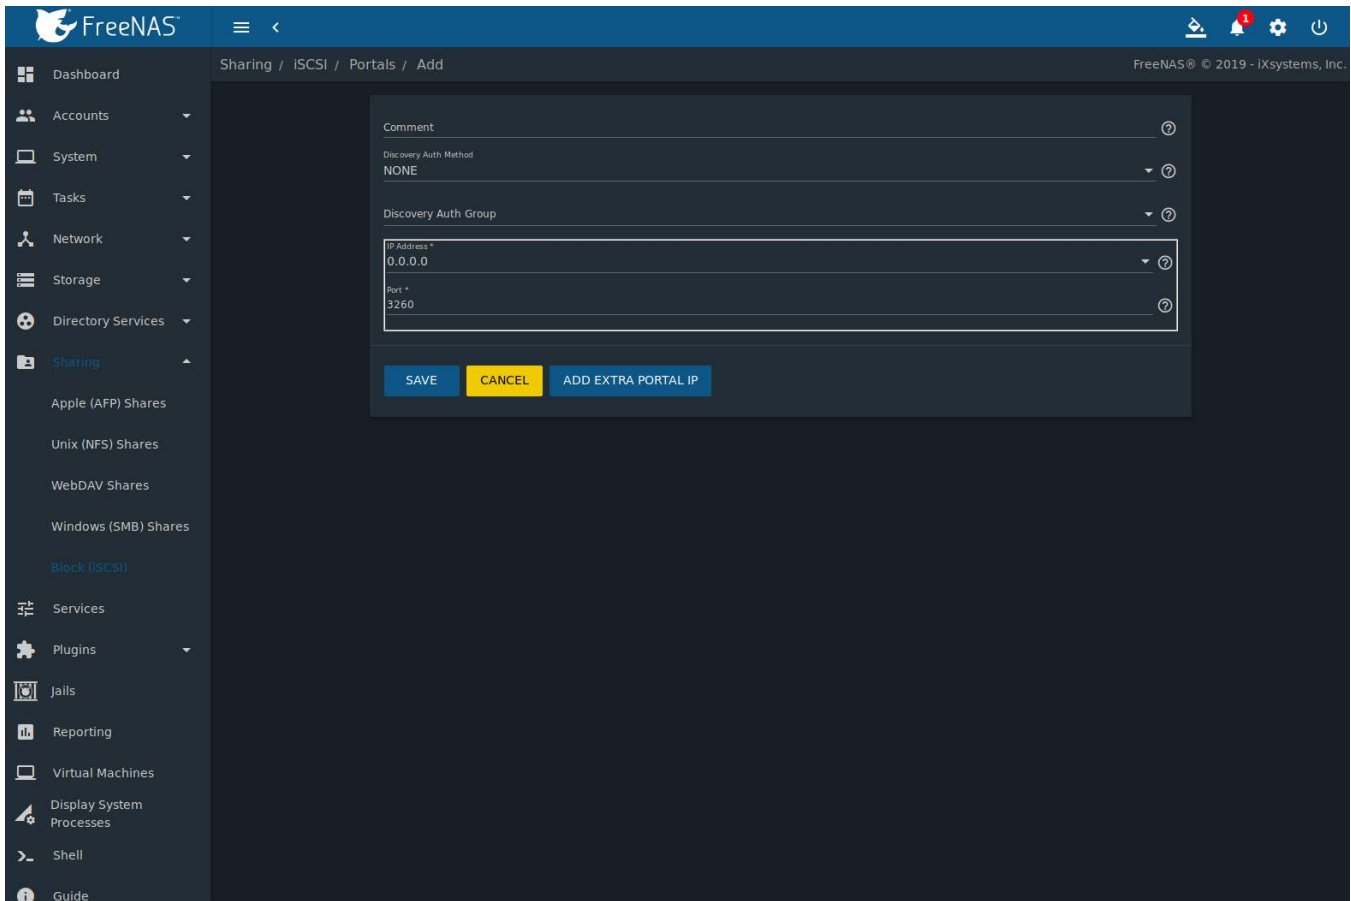 FreeNAS
1
Sharing / iSCSI / Portals / Add
FreeNAS® © 2019 - iXsystems, Inc.
Dashboard
Accounts
System
Tasks
Network
Storage
Directory Services
Sharing
Apple (AFP) Shares
Unix (NFS) Shares
WebDAV Shares
Windows (SMB) Shares
Block (iSCSI)
Services
Plugins
Jails
Reporting
Virtual Machines
Display System
Processes
Shell
Guide
Comment
Discovery Auth Method
NONE
Discovery Auth Group
IP Address *
0.0.0.0
Port *
3260
SAVE CANCEL ADD EXTRA PORTAL IP